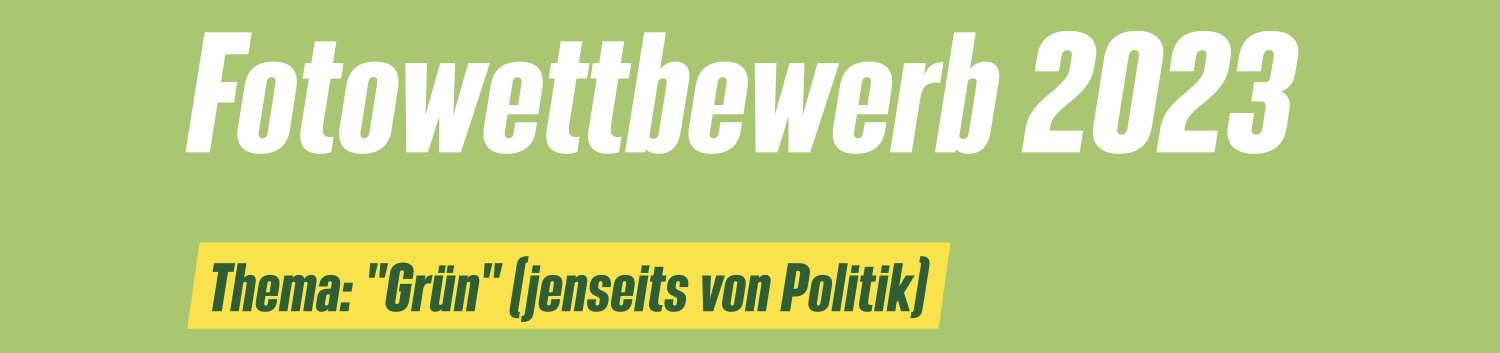 Fotowettbewerb 2023
Thema: "Grün" (jenseits von Politik)